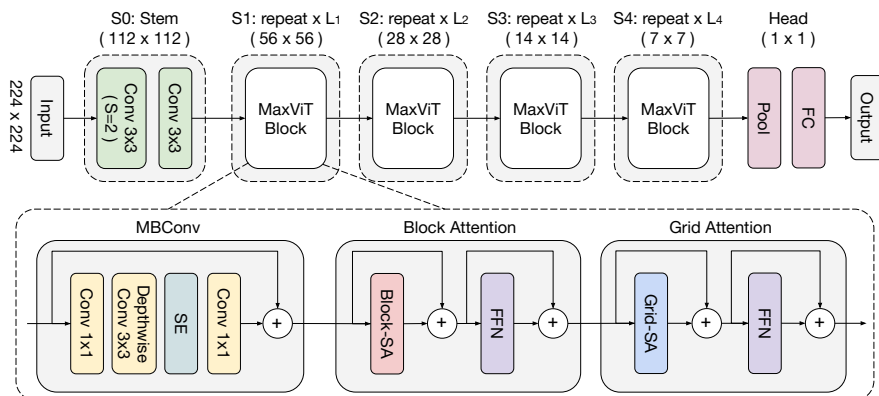 S0: Stem
( 112 x 112 )
S1: repeat x L1
( 56 x 56 )
S2: repeat x L2
( 28 x 28 )
S3: repeat x L3
( 14 x 14 )
S4: repeat x L4
( 7 x 7 )
Head
( 1 x 1 )
224 x 224
Input
Conv 3x3
( S=2 )
Conv 3x3
MaxViT
Block
MaxViT
Block
MaxViT
Block
MaxViT
Block
Pool
FC
Output
MBConv
Block Attention
Grid Attention
Conv 1x1
Depthwise
Conv 3x3
SE
Conv 1x1
+
Block-SA
+
FFN
+
Grid-SA
+
FFN
+